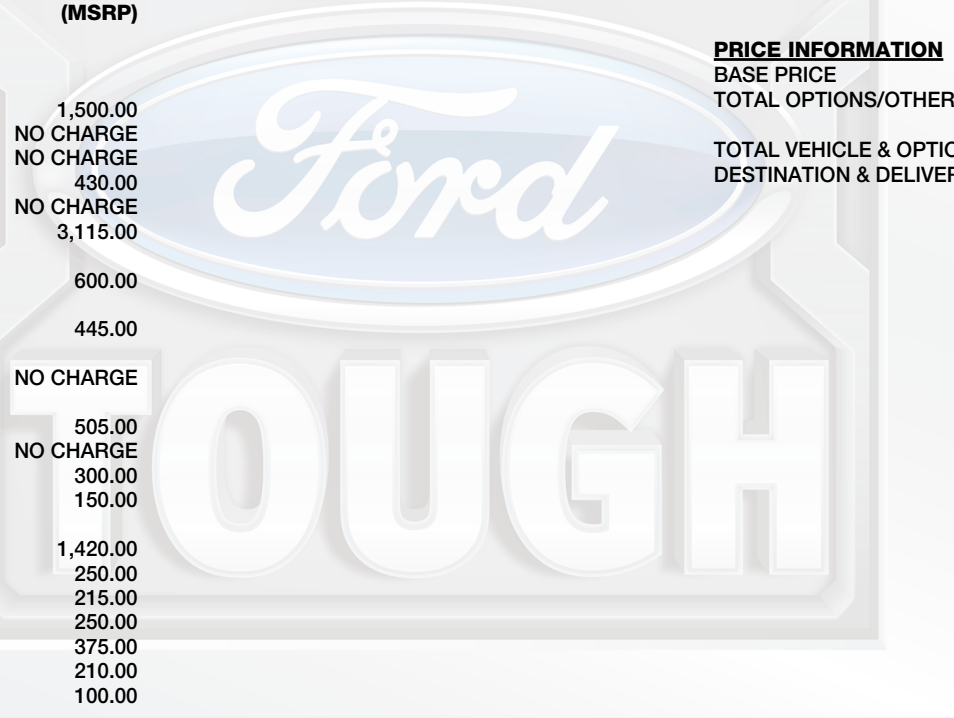 (MSRP)
1,500.00
NO CHARGE
NO CHARGE
430.00
NO CHARGE
3,115.00
600.00
445.00
NO CHARGE
505.00
NO CHARGE
300.00
150.00
1,420.00
250.00
215.00
250.00
375.00
210.00
100.00
PRICE INFORMATION
BASE PRICE
TOTAL OPTIONS/OTHER
TOTAL VEHICLE & OPTIO
DESTINATION & DELIVER
Ford
TOUGH